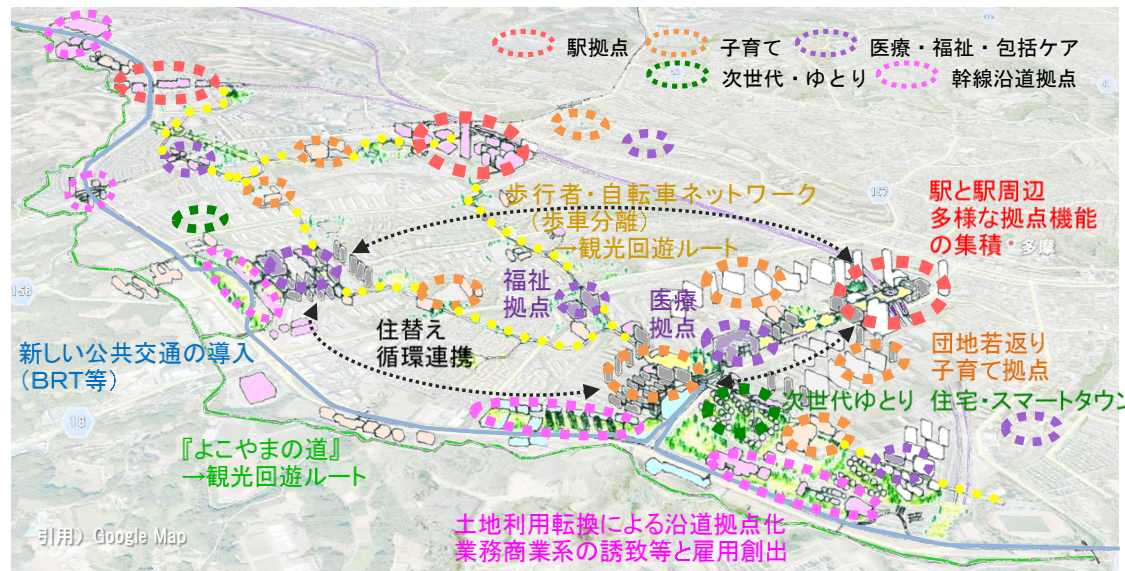 駅拠点
子育て
医療・福祉・包括ケア
次世代・ゆとり
幹線沿道拠点
歩行者・自転車ネットワーク
（歩車分離）
→観光回遊ルート
157
駅と駅周辺
多様な拠点機能
の集積
多摩
福祉
拠点
医療
拠点
158
住替え
循環連携
新しい公共交通の導入
（BRT等）
団地若返り
子育て拠点
次世代ゆとり 住宅・スマートタウン
18
『よこやまの道』
→観光回遊ルート
土地利用転換による沿道拠点化
業務商業系の誘致等と雇用創出
引用）Google Map